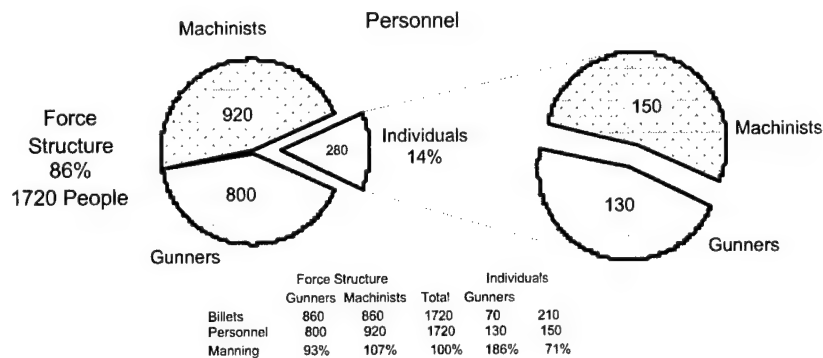 Personnel
Machinists
920
Force
Structure
86%
1720 People
800
Gunners
280
Individuals
14%
150
Machinists
130
Gunners
Force Structure Individuals
Gunners Machinists Total Gunners
Billets 860 860 1720 70 210
Personnel 800 920 1720 130 150
Manning 93% 107% 100% 186% 71%